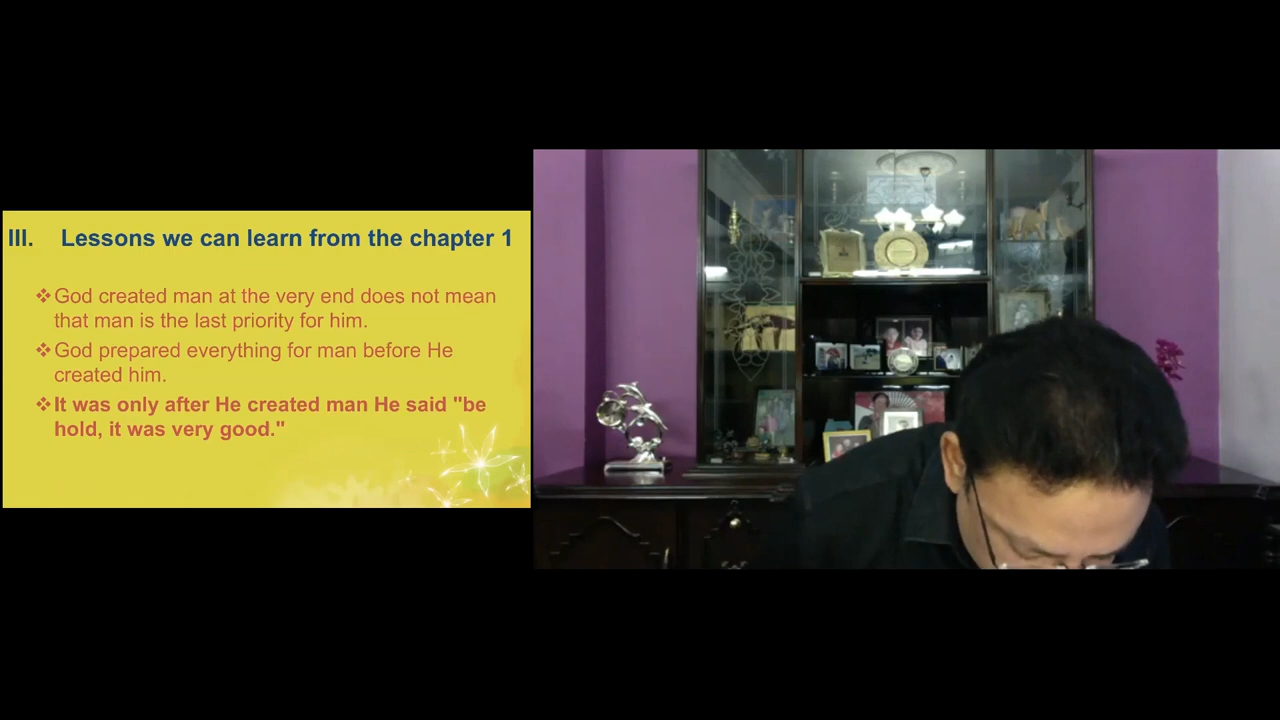 III. Lessons we can learn from the chapter 1
❖God created man at the very end does not mean
that man is the last priority for him.
❖God prepared everything for man before He
created him.
❖It was only after He created man He said "be
hold, it was very good."